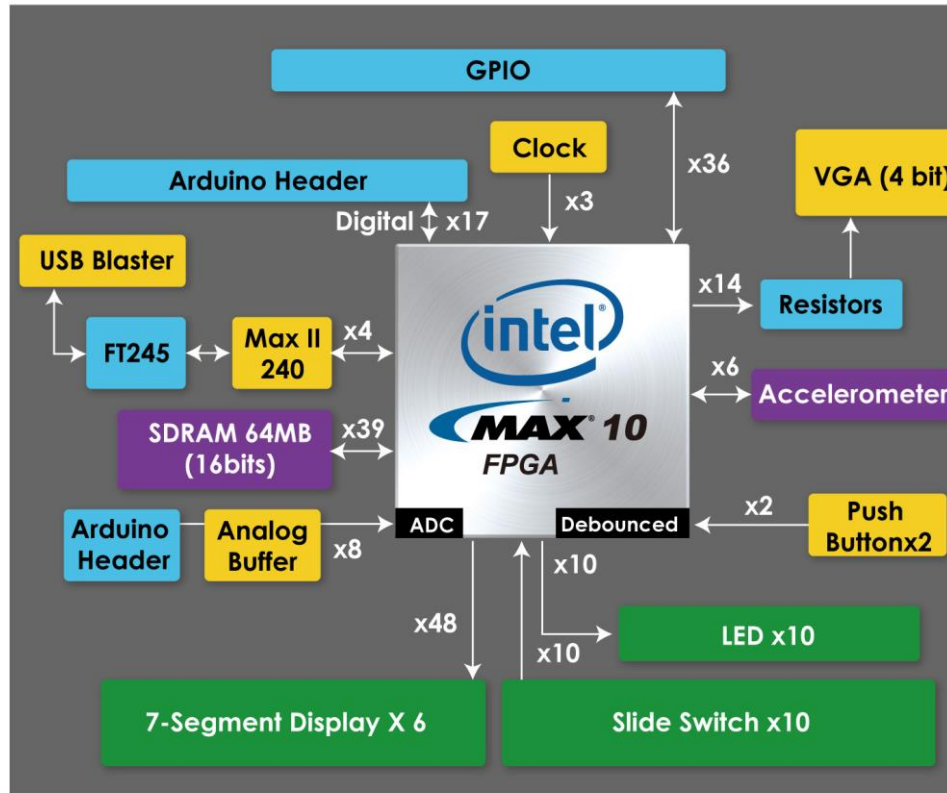 GPIO
Clock
x3
x36
VGA (4 bit)
Arduino Header
Digital
x17
USB Blaster
x14
Resistors
FT245
Max II
240
x4
intel®
MAX® 10
FPGA
x6
Accelerometer
SDRAM 64MB
(16bits)
x39
Arduino
Header
Analog
Buffer
x8
ADC
Debounced
x2
Push
Buttonx2
x10
x48
x10
LED x10
7-Segment Display X 6
Slide Switch x10